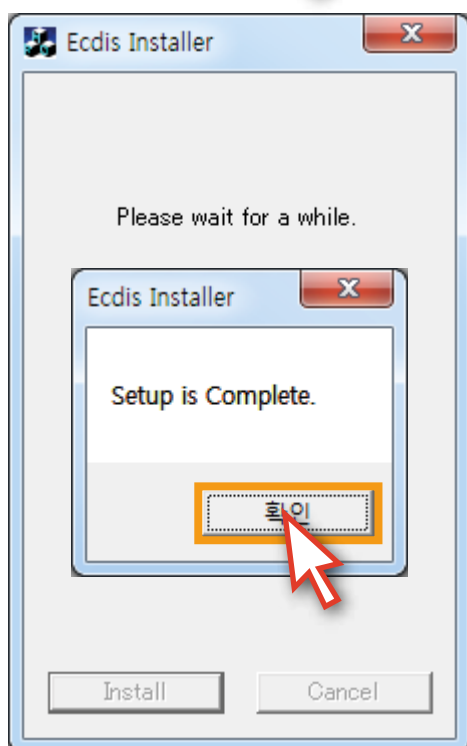 Ecdis Installer
Please wait for a while.
Ecdis Installer
Setup is Complete.
확인
Install
Cancel